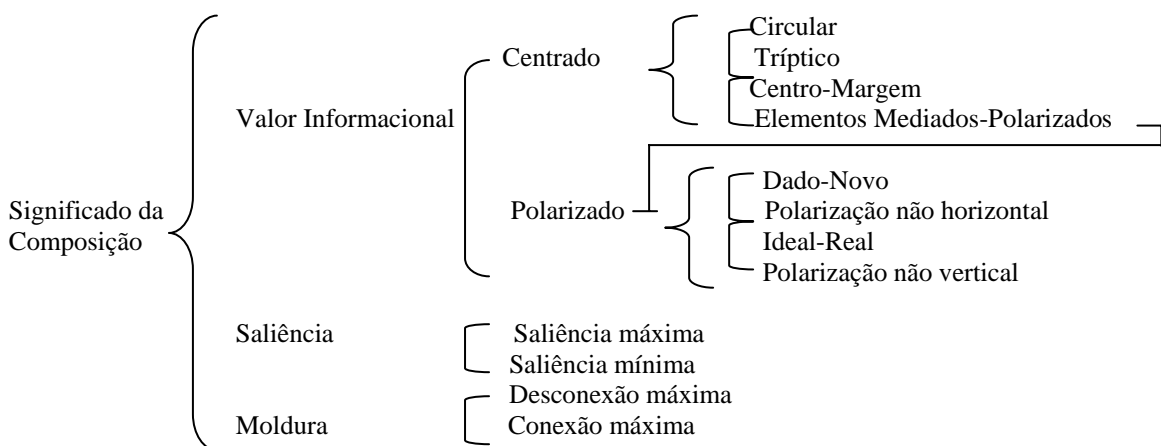 Circular
Centrado
Tríptico
Centro-Margem
Valor Informacional
Elementos Mediados-Polarizados
Dado-Novo
Significado da
Composição
Polarizado
Polarização não horizontal
Ideal-Real
Polarização não vertical
Saliência
Saliência máxima
Saliência mínima
Desconexão máxima
Moldura
Conexão máxima